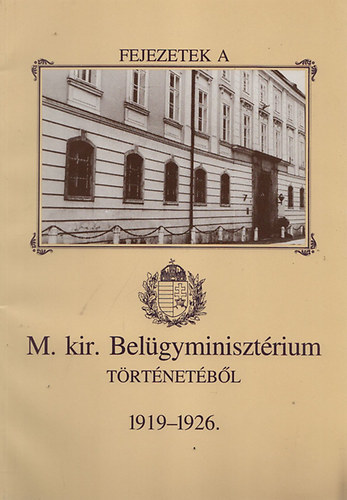 FEJEZETEK A
M. kir. Belügyminisztérium
TÖRTÉNETÉBŐL
1919–1926.